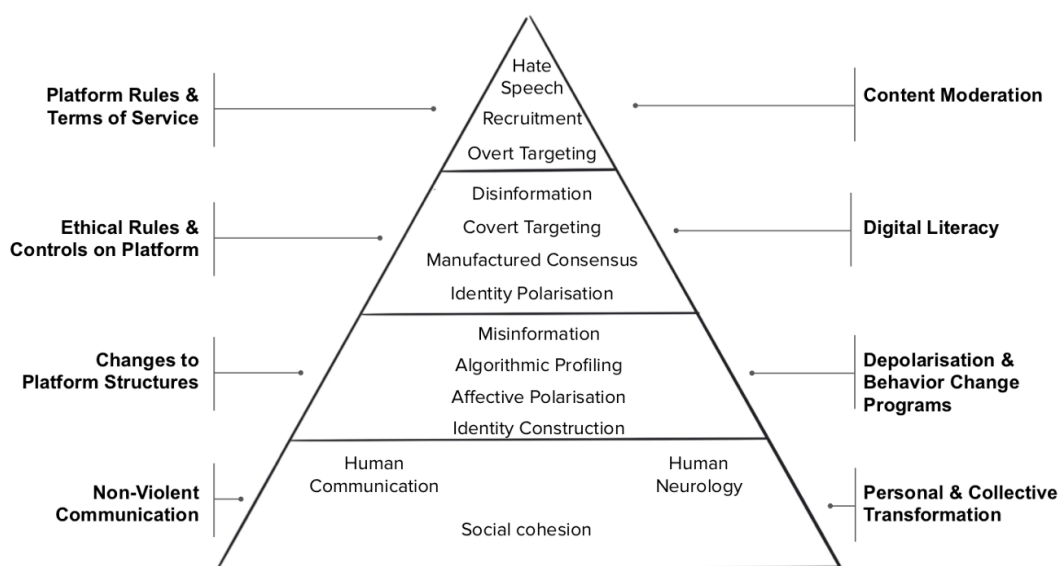 Hate
Speech
Recruitment
Overt Targeting
Platform Rules &
Terms of Service
Content Moderation
Disinformation
Covert Targeting
Manufactured Consensus
Identity Polarisation
Ethical Rules &
Controls on Platform
Digital Literacy
Misinformation
Algorithmic Profiling
Affective Polarisation
Identity Construction
Changes to
Platform Structures
Depolarisation &
Behavior Change
Programs
Human
Communication
Human
Neurology
Social cohesion
Non-Violent
Communication
Personal & Collective
Transformation